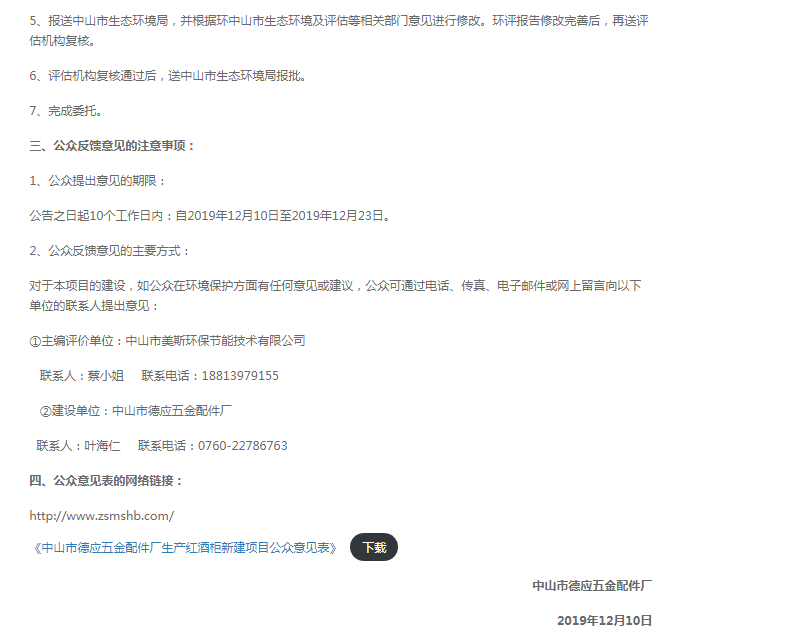 5、报送中山市生态环境局，并根据环中山市生态环境及评估等相关部门意见进行修改。环评报告修改完善后，再送评
估机构复核。
6、评估机构复核通过后，送中山市生态环境局报批。
7、完成委托。
三、公众反馈意见的注意事项：
1、公众提出意见的期限：
公告之日起10个工作日内：自2019年12月10日至2019年12月23日。
2、公众反馈意见的主要方式：
对于本项目的建设，如公众在环境保护方面有任何意见或建议，公众可通过电话、传真、电子邮件或网上留言向以下
单位的联系人提出意见：
①主编评价单位：中山市美斯环保节能技术有限公司
联系人：蔡小姐 联系电话：18813979155
②建设单位：中山市德应五金配件厂
联系人：叶海仁 联系电话：0760-22786763
四、公众意见表的网络链接：
http://www.zsmshb.com/
《中山市德应五金配件厂生产红酒柜新建项目公众意见表》 下载
中山市德应五金配件厂
2019年12月10日